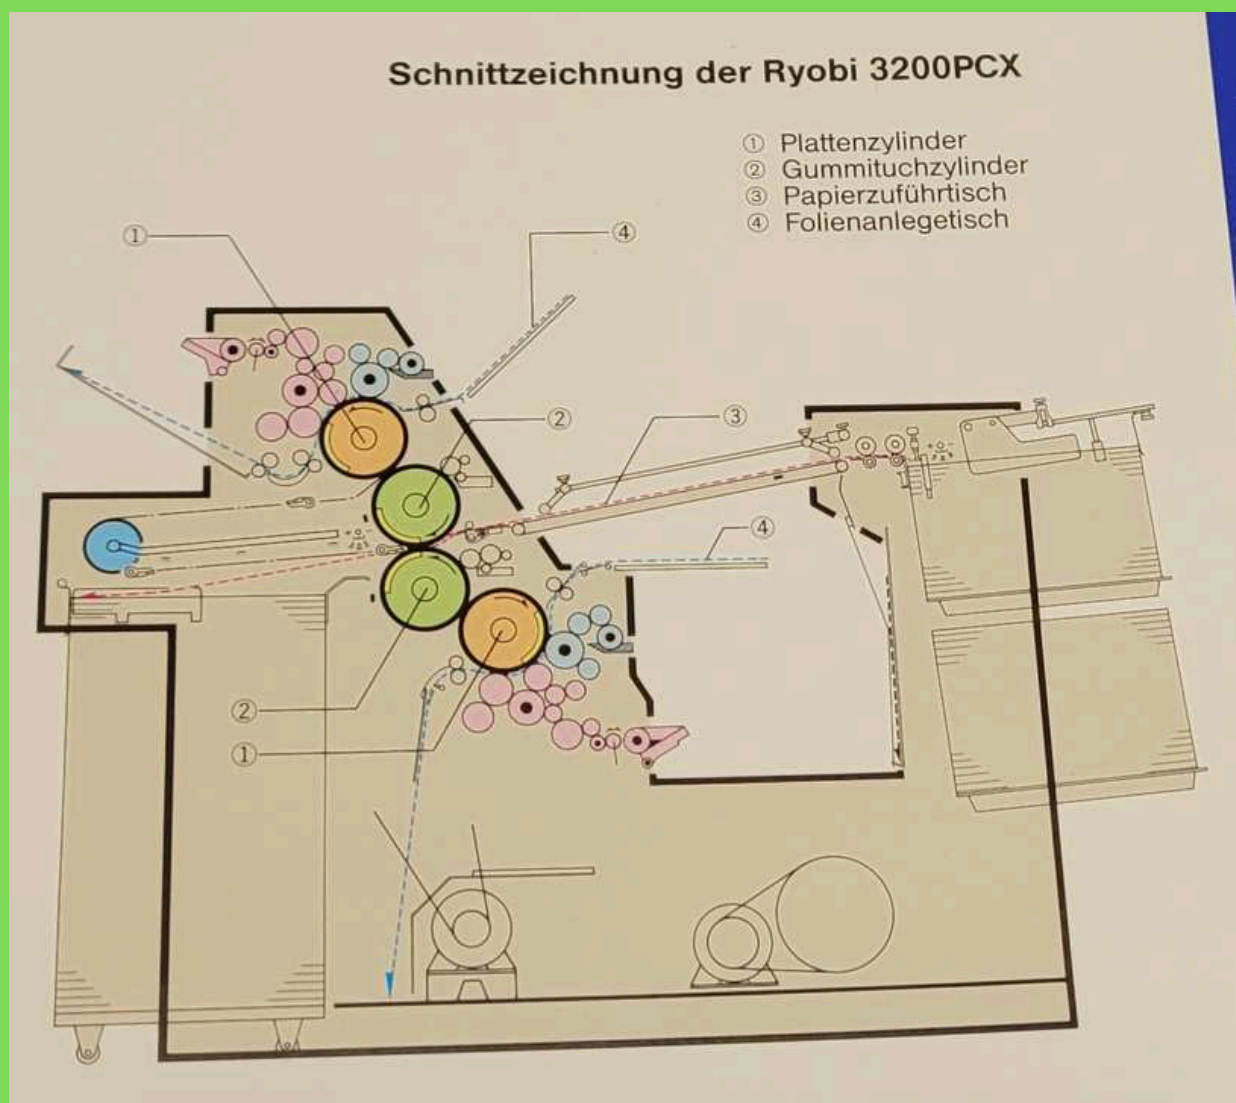 Schnittzeichnung der Ryobi 3200PCX
① Plattenzylinder
② Gummituchzylinder
③ Papierzuführtisch
④ Folienanlegetisch
①
④
②
③
④
②
①